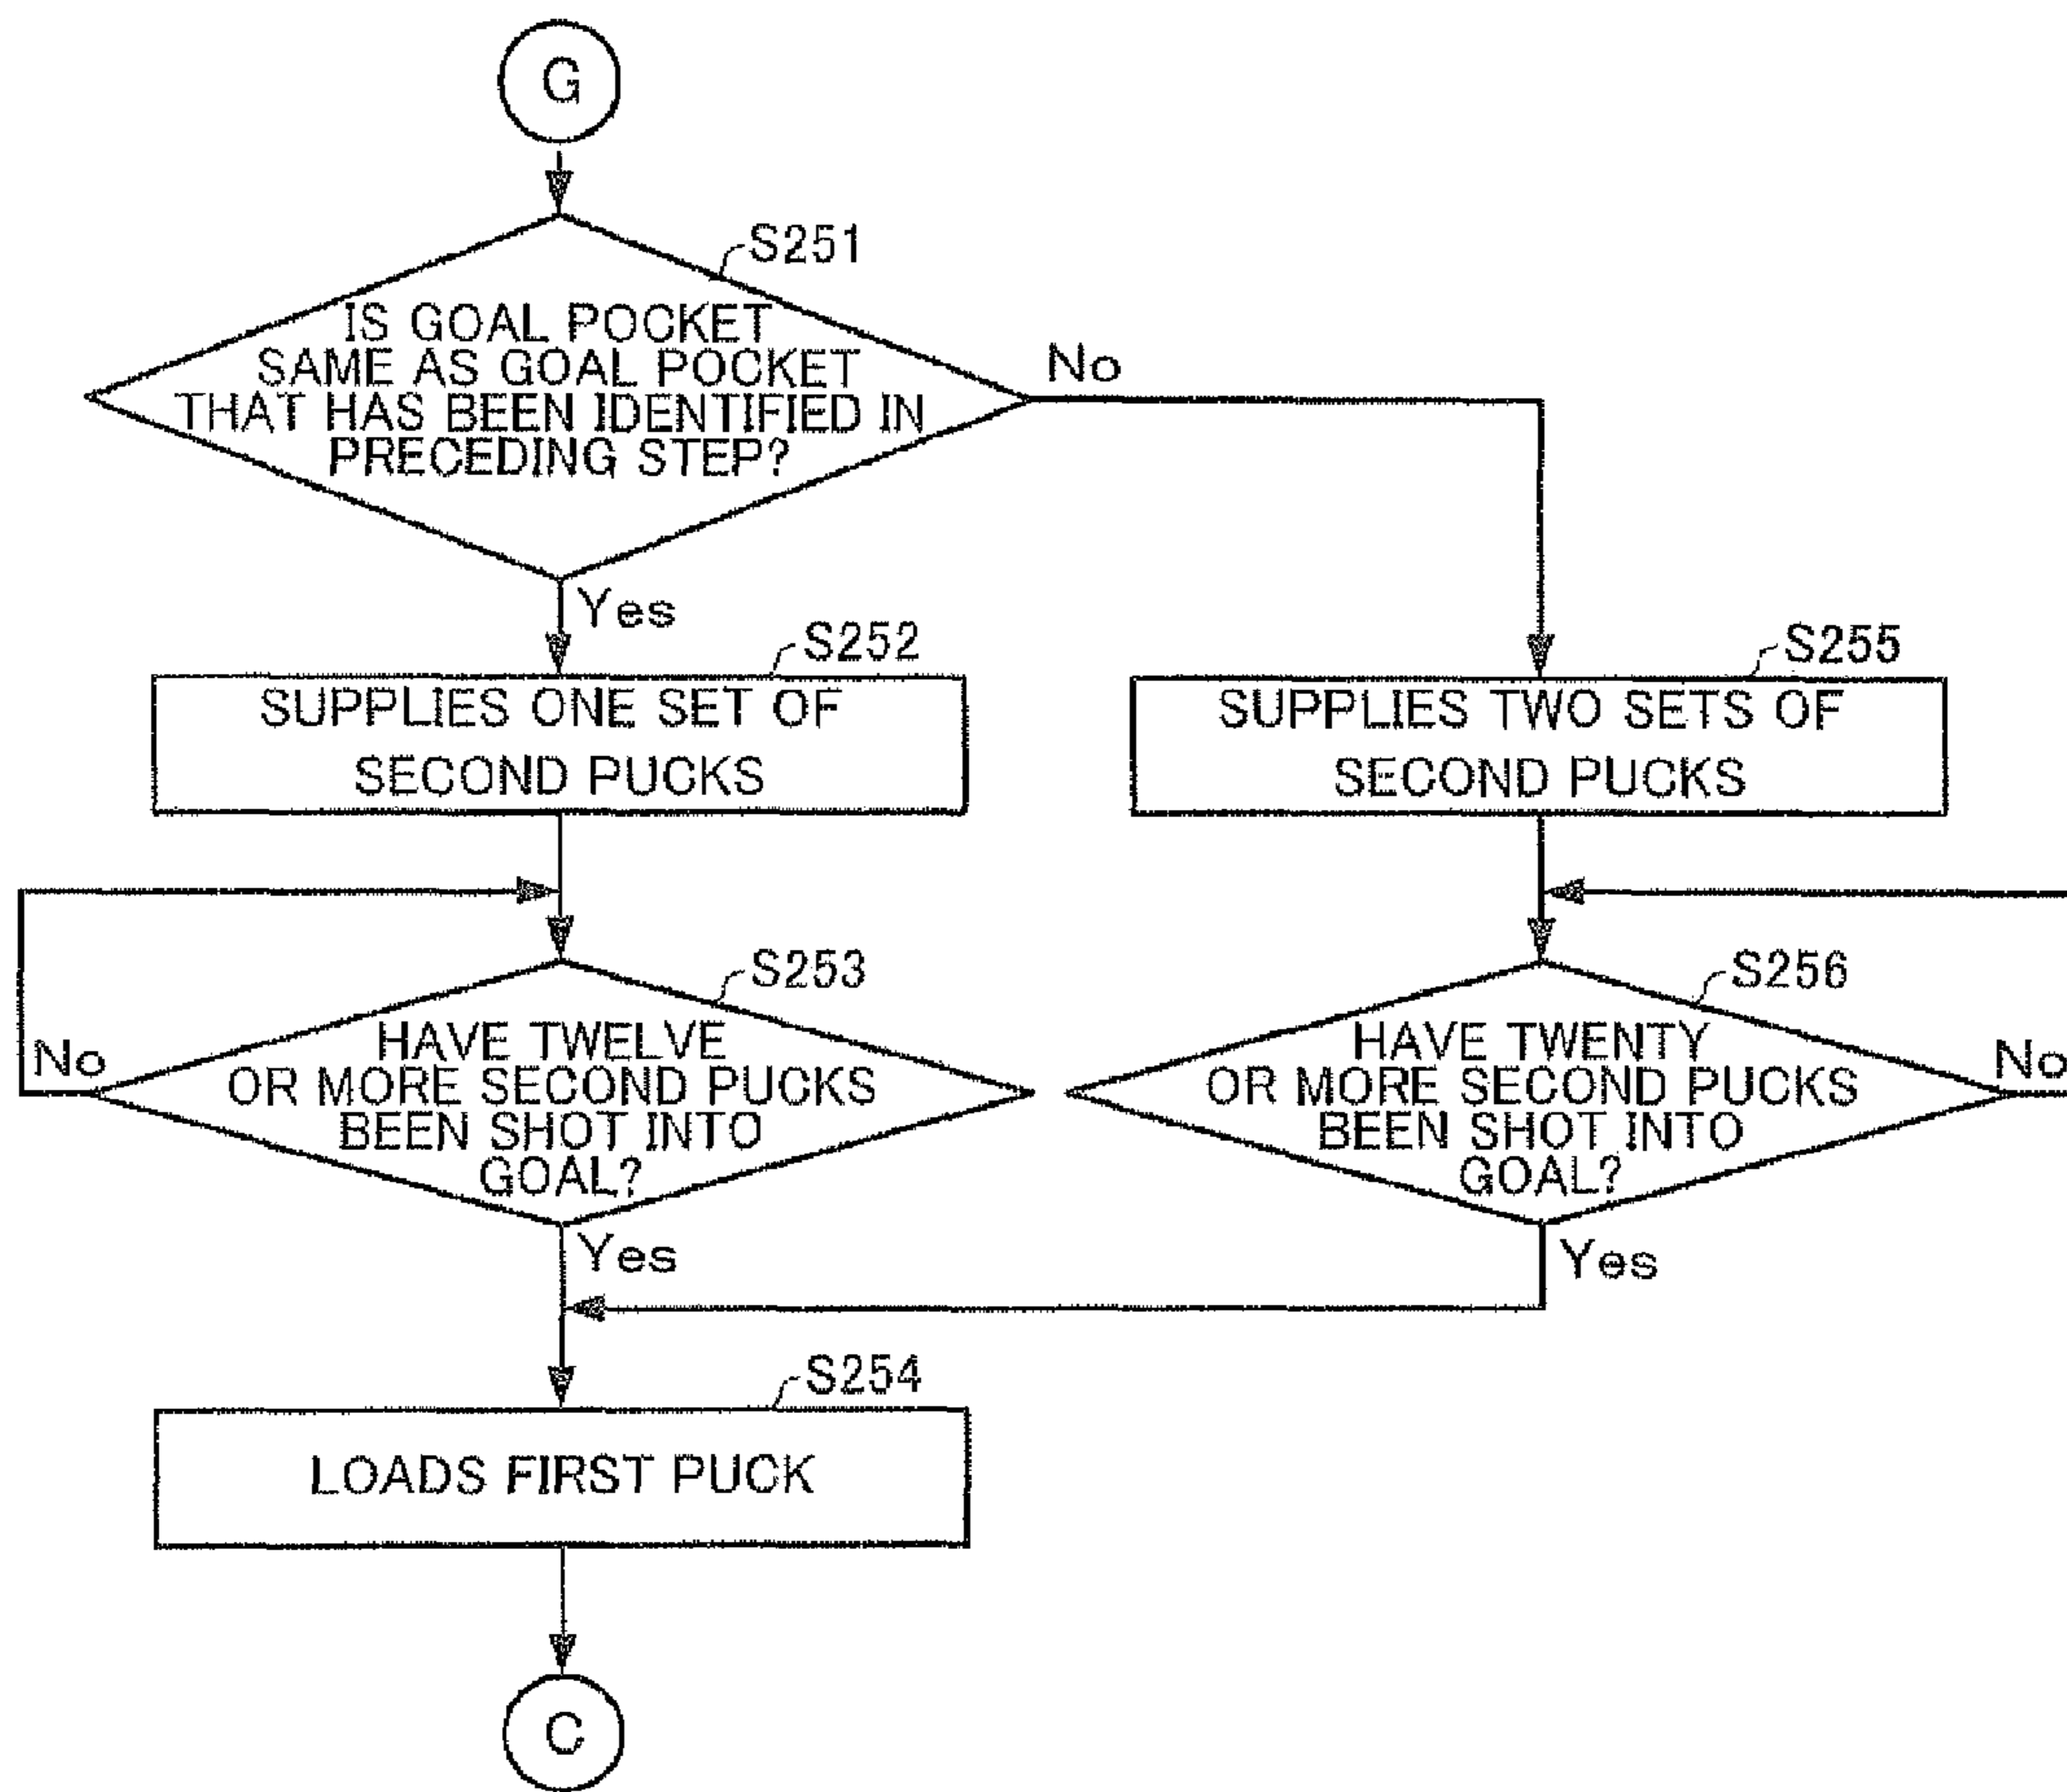 G
S251
IS GOAL POCKET
SAME AS GOAL POCKET
THAT HAS BEEN IDENTIFIED IN
PRECEDING STEP?
No
Yes
S252
SUPPLIES ONE SET OF
SECOND PUCKS
S255
SUPPLIES TWO SETS OF
SECOND PUCKS
S253
HAVE TWELVE
OR MORE SECOND PUCKS
BEEN SHOT INTO
GOAL?
No
Yes
S256
HAVE TWENTY
OR MORE SECOND PUCKS
BEEN SHOT INTO
GOAL?
No
Yes
S254
LOADS FIRST PUCK
C